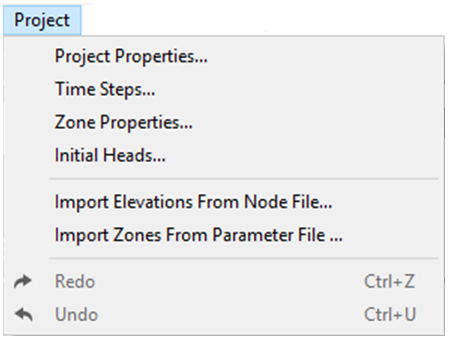 Project
Project Properties...
Time Steps...
Zone Properties...
Initial Heads...
Import Elevations From Node File...
Import Zones From Parameter File ...
Redo Ctrl+Z
Undo Ctrl+U